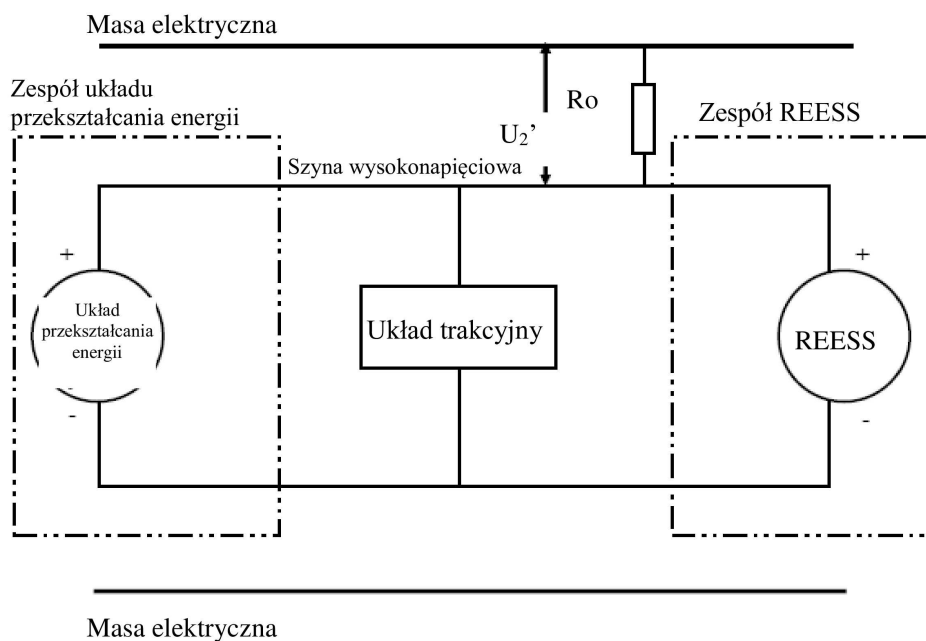 Masa elektryczna
Zespół układu
przekształcania energii
Ro
U₂’
Zespół REESS
Szyna wysokonapięciowa
+
+
Układ
przekształcania
energii
Układ trakcyjny
REESS
-
-
-
Masa elektryczna